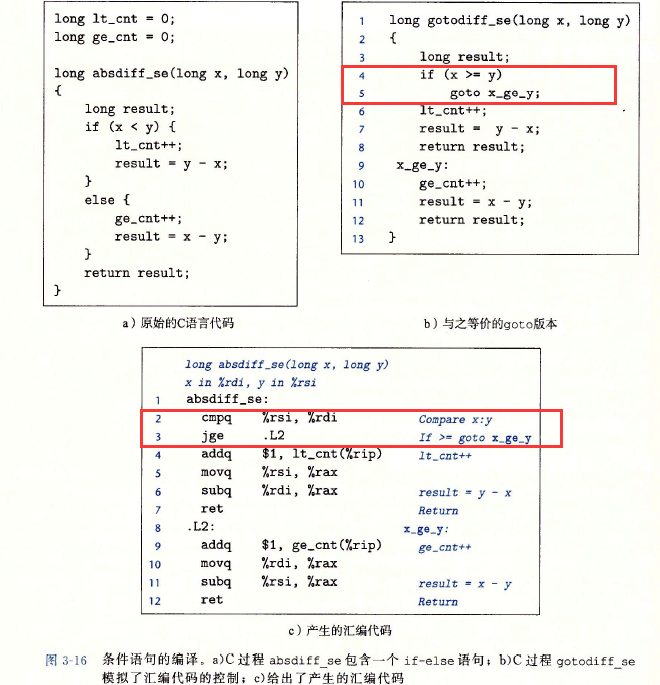 long lt_cnt = 0;
long ge_cnt = 0;
long absdiff_se(long x, long y)
{
long result;
if (x < y) {
lt_cnt++;
result = y - x;
}
else {
ge_cnt++;
result = x - y;
}
return result;
}
a）原始的C语言代码
1 long gotodiff_se(long x, long y)
2 {
3 long result;
4 if (x >= y)
5 goto x_ge_y;
6 lt_cnt++;
7 result = y - x;
8 return result;
9 x_ge_y:
10 ge_cnt++;
11 result = x - y;
12 return result;
13 }
b）与之等价的goto版本
long absdiff_se(long x, long y)
x in %rdi, y in %rsi
1 absdiff_se:
2 cmpq %rsi, %rdi Compare x:y
3 jge .L2 If >= goto x_ge_y
4 addq $1, lt_cnt(%rip) lt_cnt++
5 movq %rsi, %rax
6 subq %rdi, %rax result = y - x
7 ret Return
8 .L2: x_ge_y:
9 addq $1, ge_cnt(%rip) ge_cnt++
10 movq %rdi, %rax
11 subq %rsi, %rax result = x - y
12 ret Return
c）产生的汇编代码
图 3-16 条件语句的编译。a)C 过程 absdiff_se 包含一个 if-else 语句；b)C 过程 gotodiff_se
模拟了汇编代码的控制；c)给出了产生的汇编代码